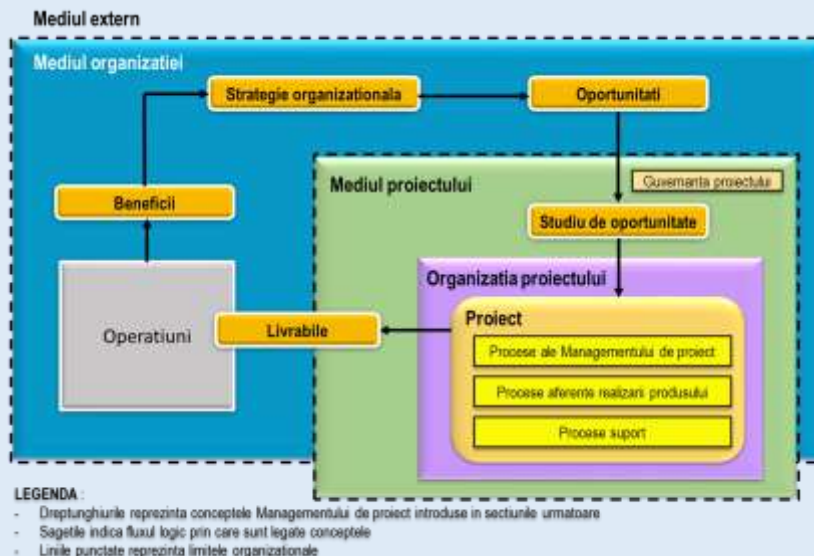 Mediul extern
Mediul organizatiei
Strategie organizationala
Oportunitati
Mediul proiectului
Guvernanta proiectului
Beneficii
Studiu de oportunitate
Organizatia proiectului
Operatiuni
Livrabile
Proiect
Procese ale Managementului de proiect
Procese aferente realizarii produsului
Procese suport
LEGENDA :
- Dreptunghiurile reprezinta conceptele Managementului de proiect introduse in sectiunile urmatoare
- Sagetile indica fluxul logic prin care sunt legate conceptele
- Liniile punctate reprezinta limitele organizationale